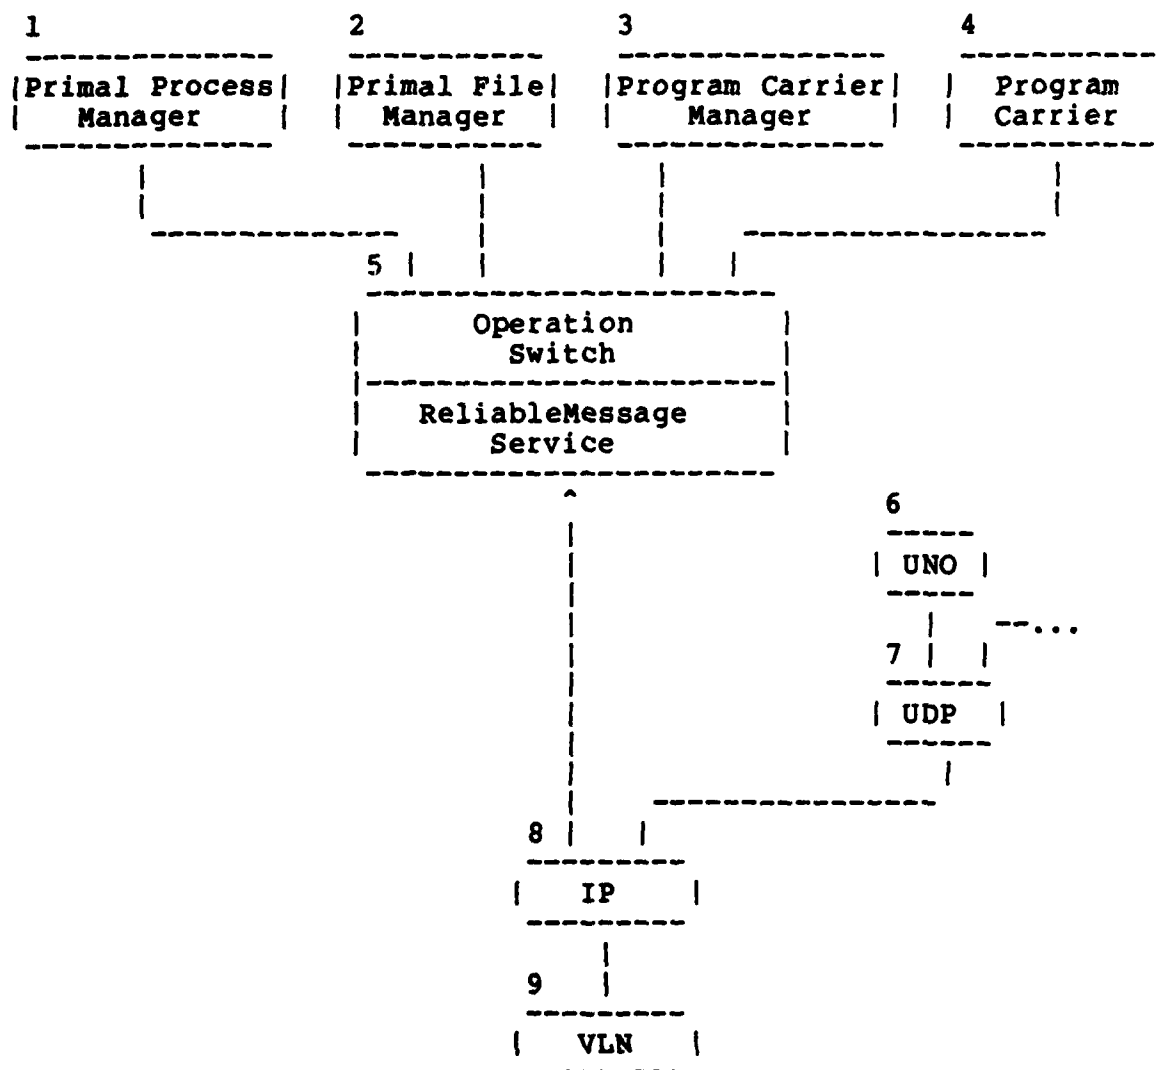 1 2 3 4
Primal Process Primal File Program Carrier Program
Manager Manager Manager Carrier
5
Operation
Switch
ReliableMessage
Service
6
UNO
--...
7
UDP
8
IP
9
VLN